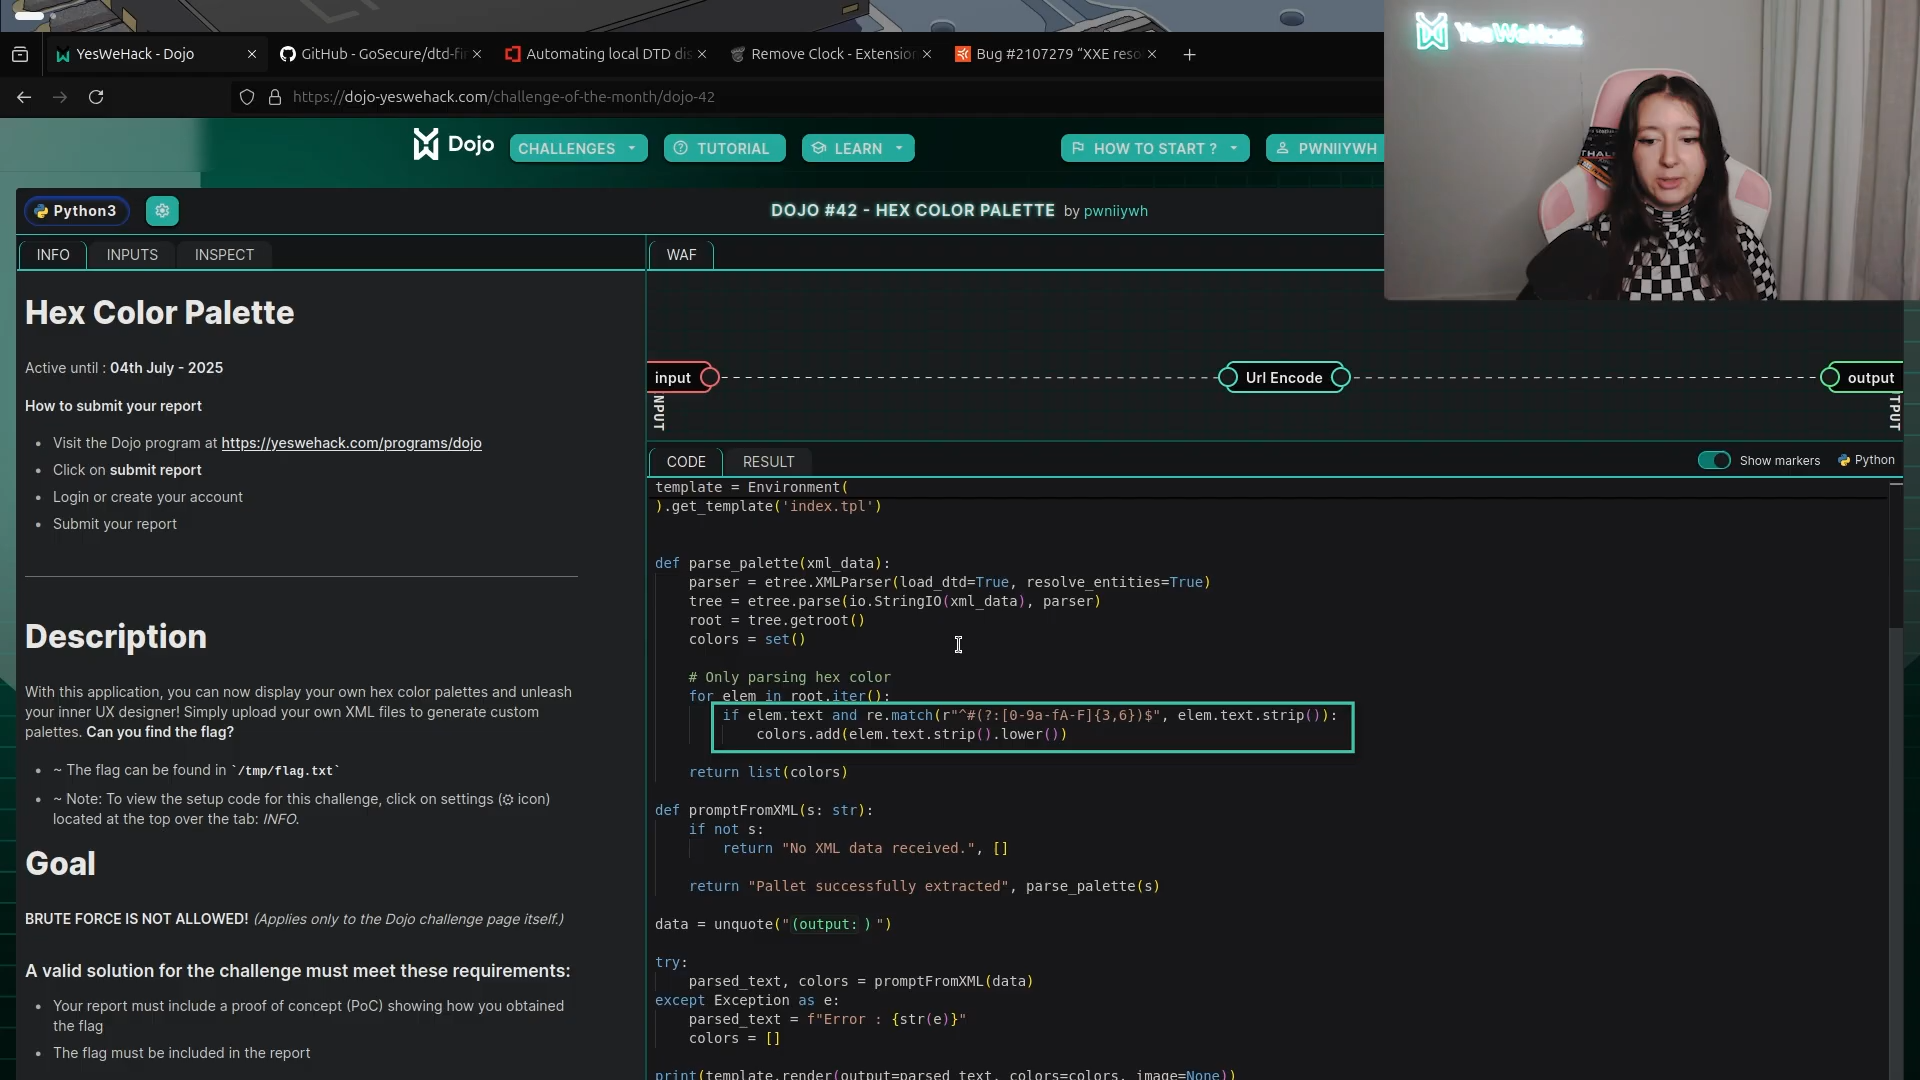 YesWeHack - Dojo
GitHub - GoSecure/dtd-fi
Automating local DTD dis
Remove Clock - Extension
Bug #2107279 “XXE reso
https://dojo-yeswehack.com/challenge-of-the-month/dojo-42
YesWeHack
Dojo
CHALLENGES
TUTORIAL
LEARN
HOW TO START ?
PWNIIYWH
Python3
DOJO #42 - HEX COLOR PALETTE by pwniiywh
INFO
INPUTS
INSPECT
WAF
Hex Color Palette
Active until : 04th July - 2025
How to submit your report
Visit the Dojo program at https://yeswehack.com/programs/dojo
Click on submit report
Login or create your account
Submit your report
Description
With this application, you can now display your own hex color palettes and unleash
your inner UX designer! Simply upload your own XML files to generate custom
palettes. Can you find the flag?
~ The flag can be found in `/tmp/flag.txt`
~ Note: To view the setup code for this challenge, click on settings ( icon)
located at the top over the tab: INFO.
Goal
BRUTE FORCE IS NOT ALLOWED! (Applies only to the Dojo challenge page itself.)
A valid solution for the challenge must meet these requirements:
Your report must include a proof of concept (PoC) showing how you obtained
the flag
The flag must be included in the report
input
Url Encode
output
NPUT
TPUT
CODE
RESULT
Show markers
Python
template = Environment(
).get_template('index.tpl')
def parse_palette(xml_data):
parser = etree.XMLParser(load_dtd=True, resolve_entities=True)
tree = etree.parse(io.StringIO(xml_data), parser)
root = tree.getroot()
colors = set()
# Only parsing hex color
for elem in root.iter():
if elem.text and re.match(r"^#(?:[0-9a-fA-F]{3,6})$", elem.text.strip()):
colors.add(elem.text.strip().lower())
return list(colors)
def promptFromXML(s: str):
if not s:
return "No XML data received.", []
return "Pallet successfully extracted", parse_palette(s)
data = unquote("(output: ) ")
try:
parsed_text, colors = promptFromXML(data)
except Exception as e:
parsed_text = f"Error : {str(e)}"
colors = []
print(template.render(output=parsed_text, colors=colors, image=None))